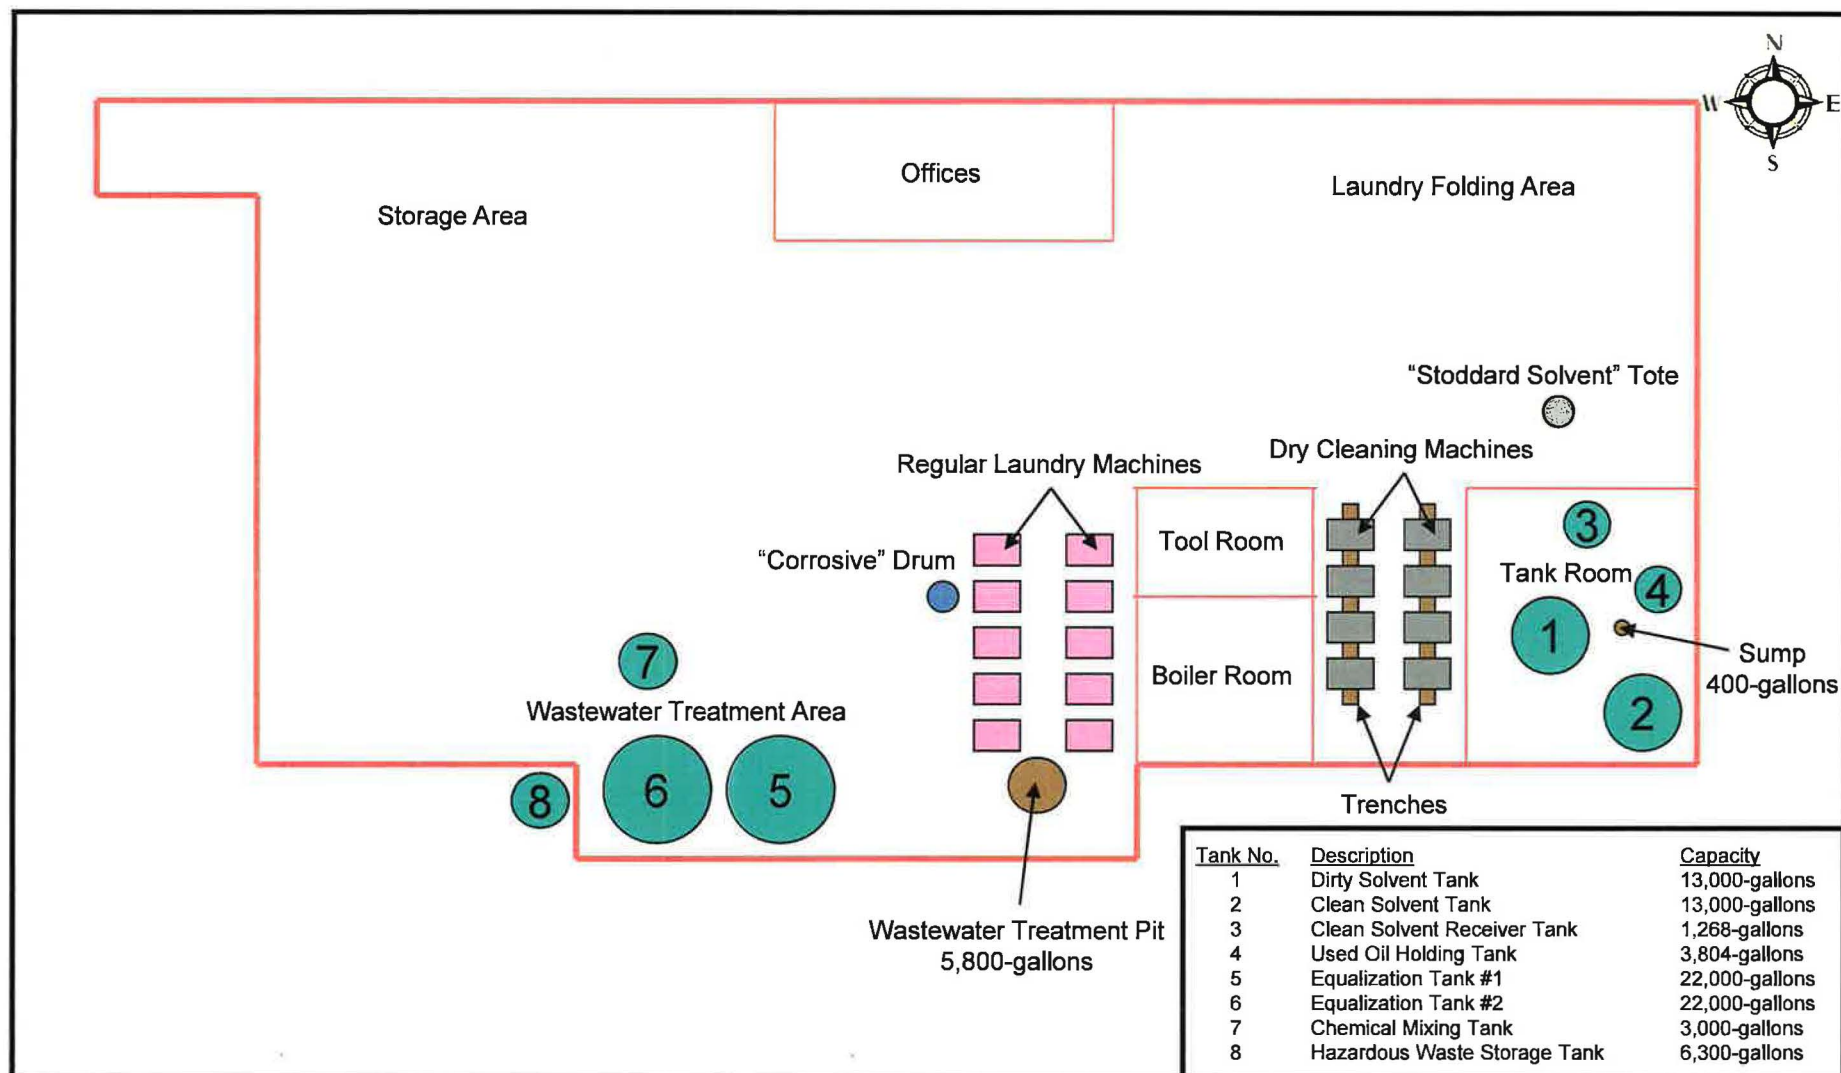 N
W E
S
Offices
Laundry Folding Area
Storage Area
“Stoddard Solvent” Tote
Dry Cleaning Machines
Regular Laundry Machines
3
Tool Room
“Corrosive” Drum
Tank Room
4
1
Sump
400-gallons
7
Boiler Room
Wastewater Treatment Area
2
6
5
8
Trenches
Wastewater Treatment Pit
5,800-gallons
Tank No. Description Capacity
1 Dirty Solvent Tank 13,000-gallons
2 Clean Solvent Tank 13,000-gallons
3 Clean Solvent Receiver Tank 1,268-gallons
4 Used Oil Holding Tank 3,804-gallons
5 Equalization Tank #1 22,000-gallons
6 Equalization Tank #2 22,000-gallons
7 Chemical Mixing Tank 3,000-gallons
8 Hazardous Waste Storage Tank 6,300-gallons